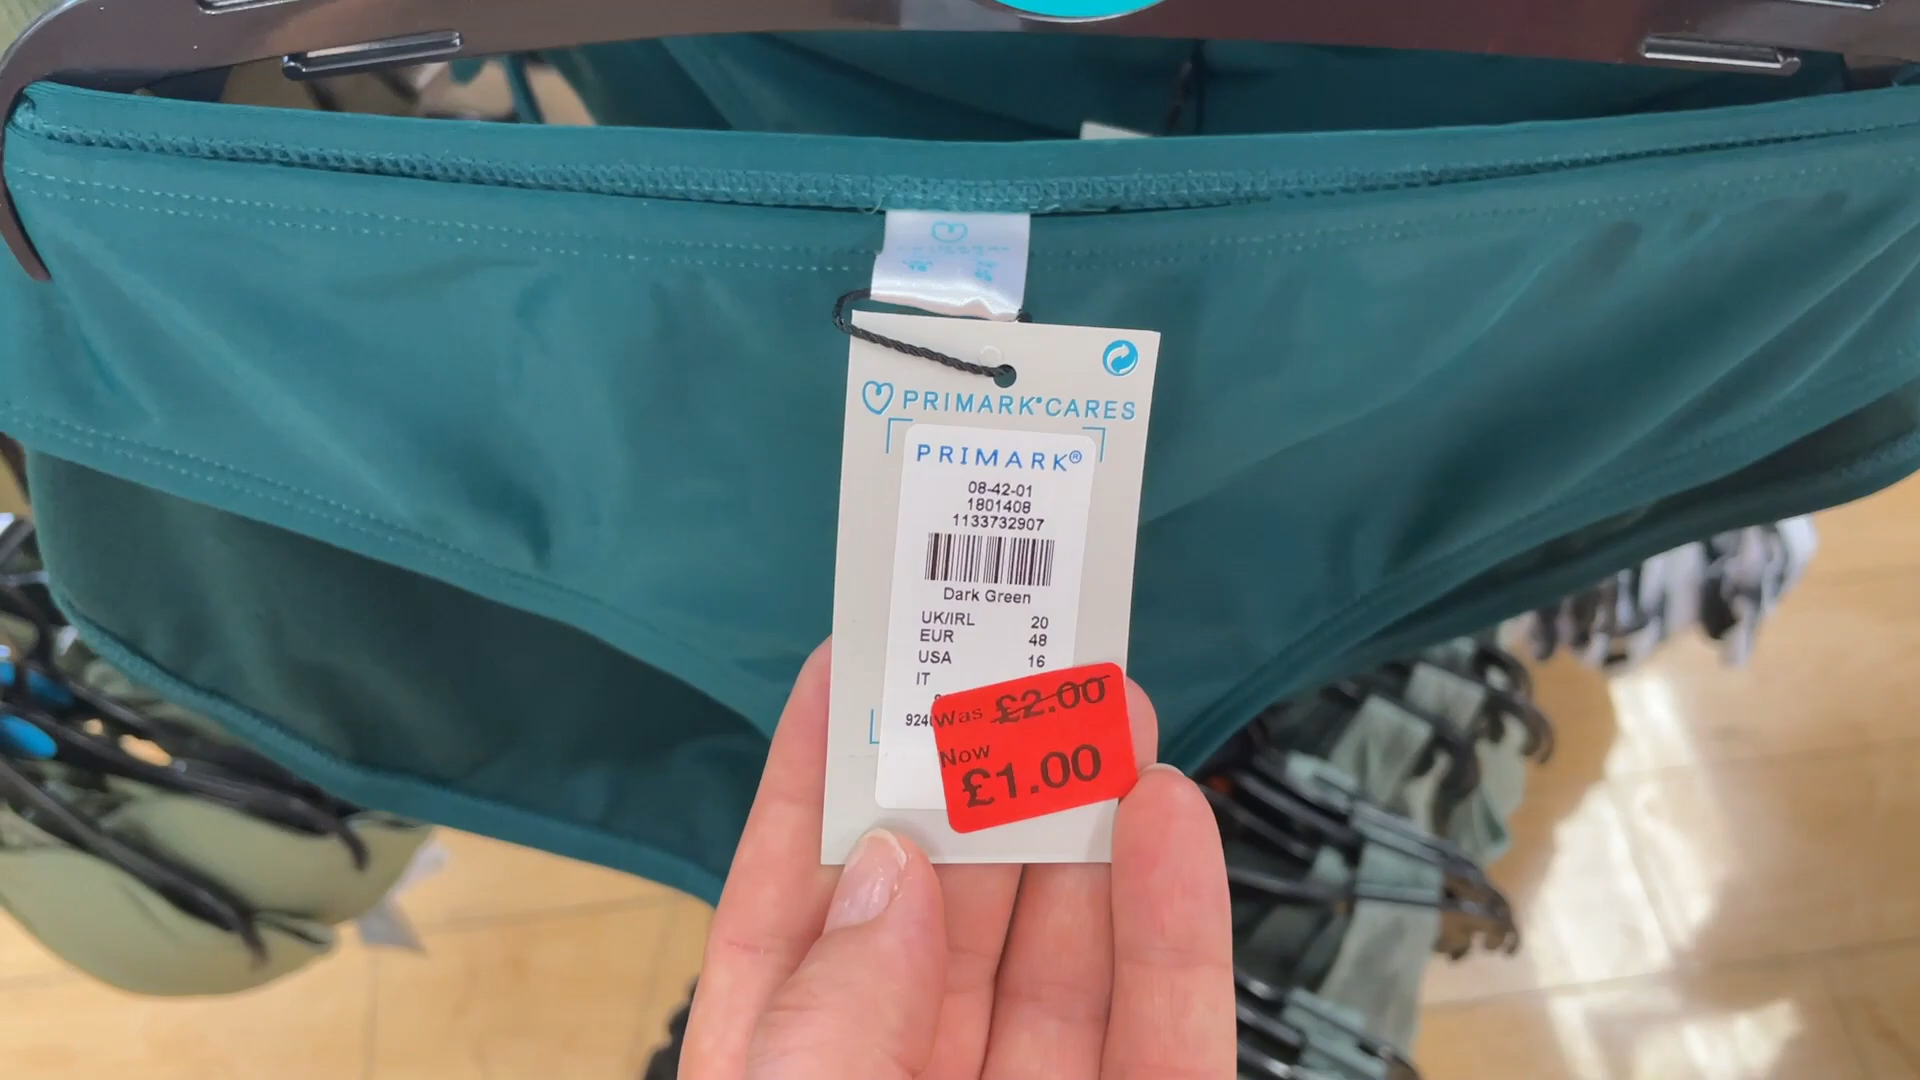 PRIMARK®CARES
PRIMARK®
08-42-01
1801408
1133732907
Dark Green
UK/IRL 20
EUR 48
USA 16
IT
Was £2.00
Now
£1.00